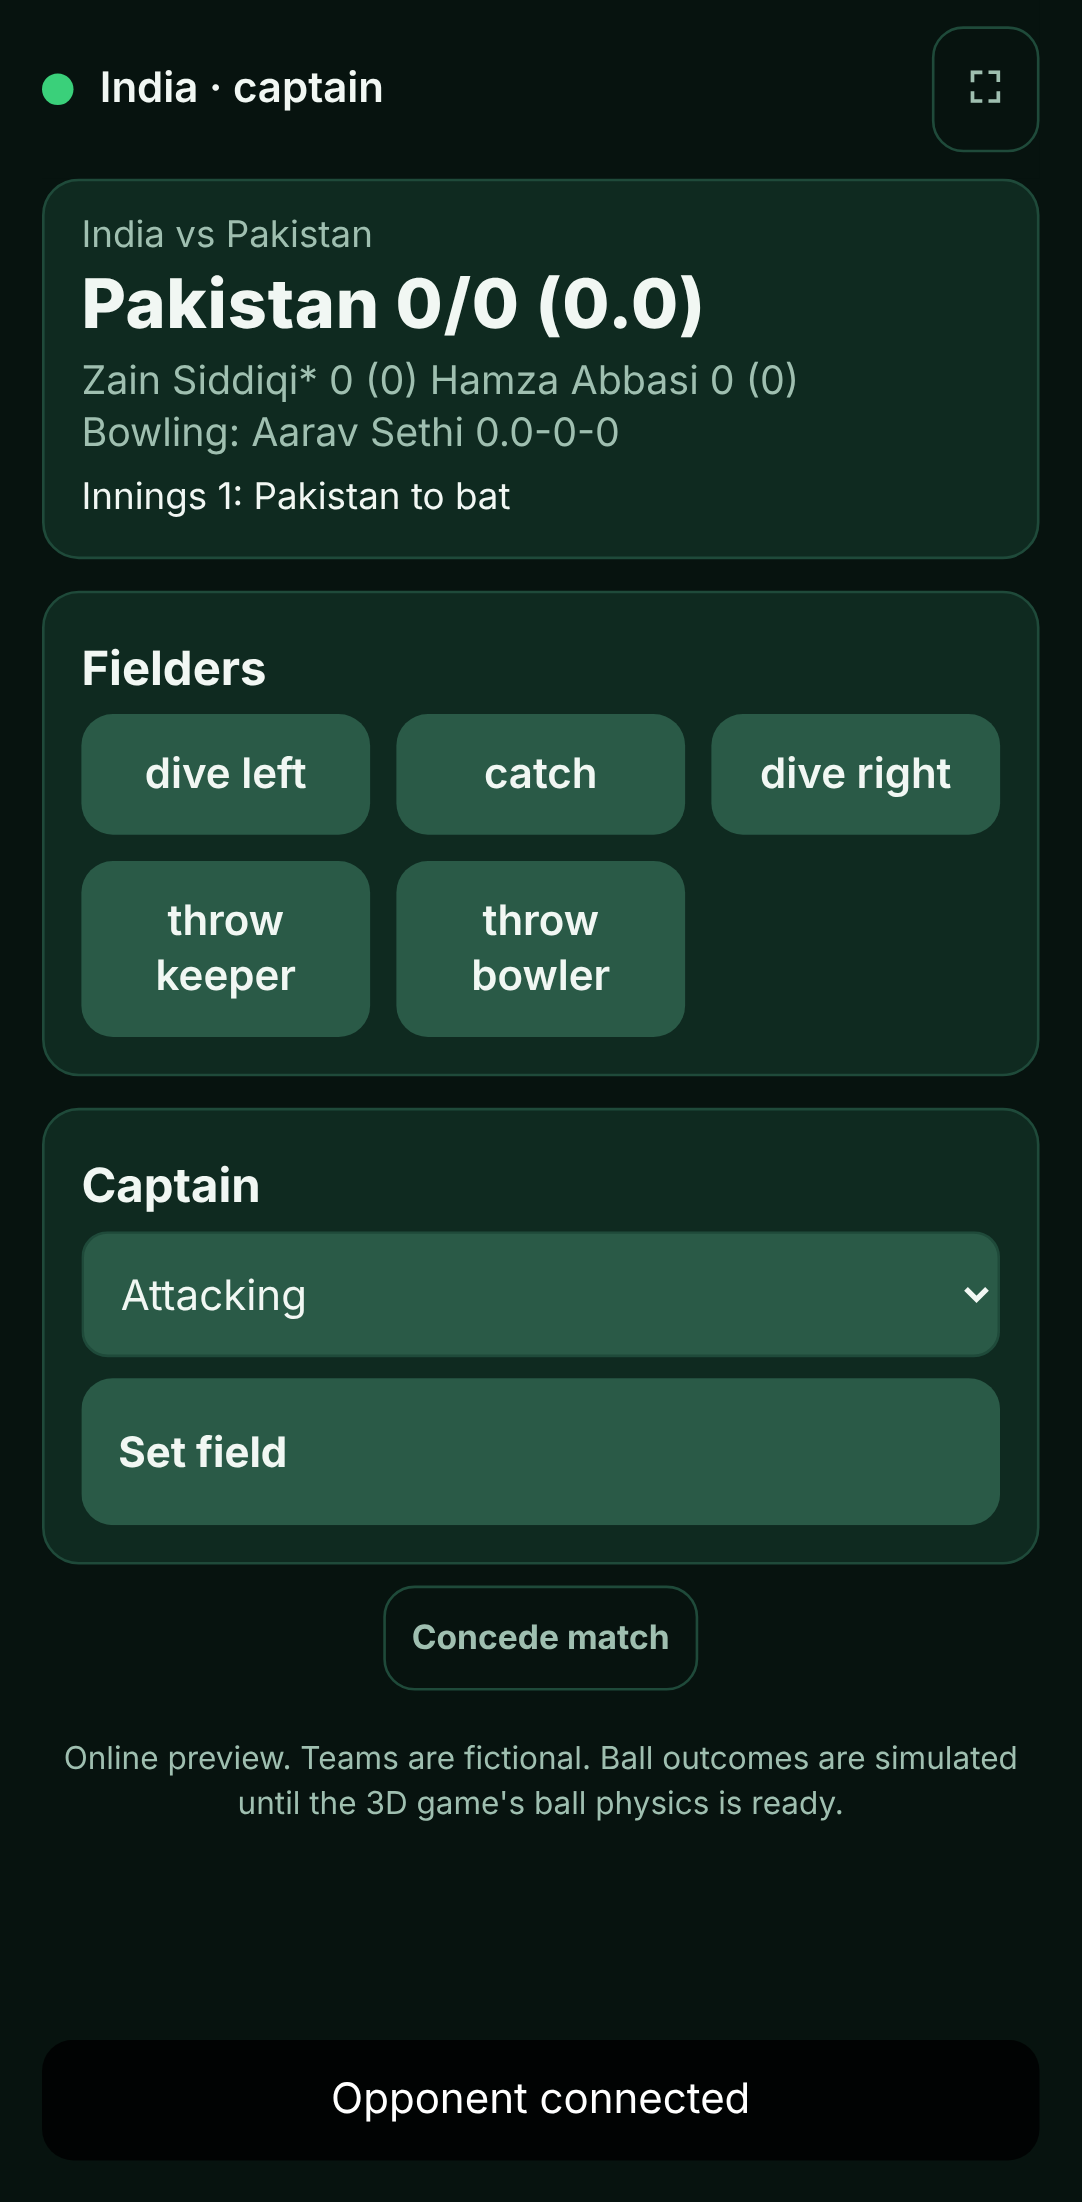 India · captain
India vs Pakistan
Pakistan 0/0 (0.0)
Zain Siddiqi* 0 (0) Hamza Abbasi 0 (0)
Bowling: Aarav Sethi 0.0-0-0
Innings 1: Pakistan to bat
Fielders
dive left
catch
dive right
throw
keeper
throw
bowler
Captain
Attacking
Set field
Concede match
Online preview. Teams are fictional. Ball outcomes are simulated
until the 3D game's ball physics is ready.
Opponent connected